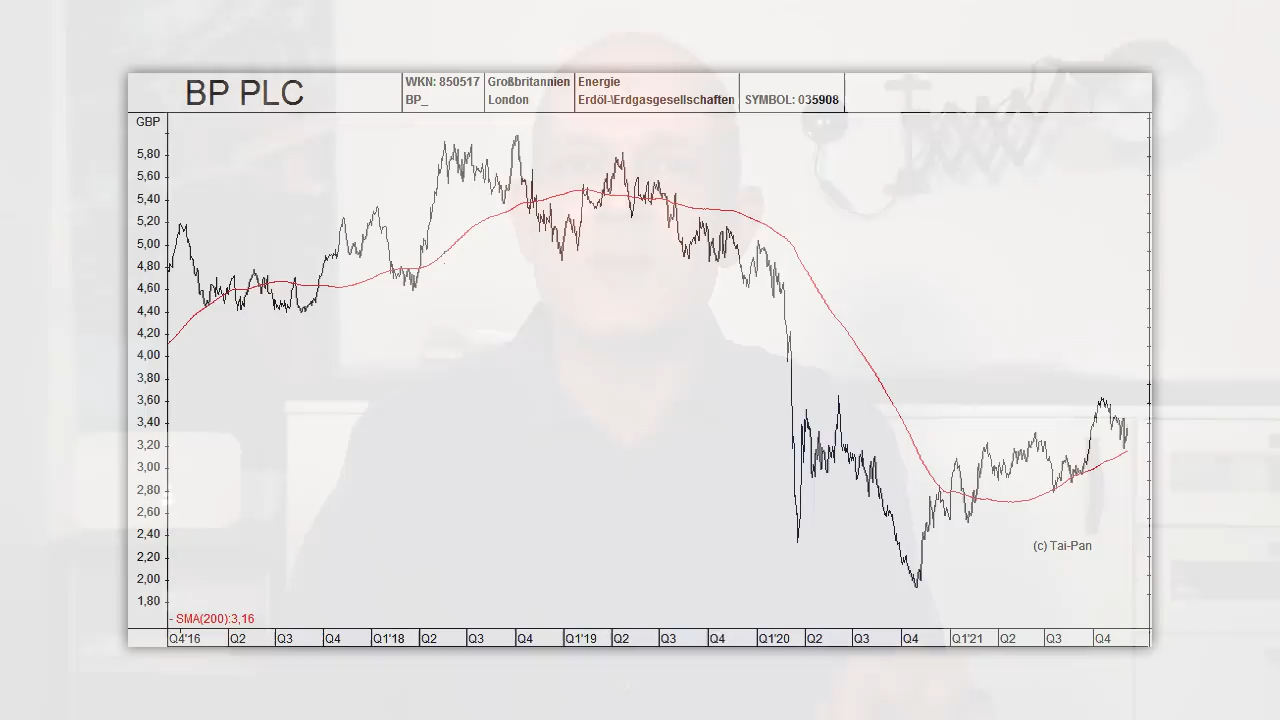 BP PLC
WKN: 850517
BP_
Großbritannien
London
Energie
Erdöl-\Erdgasgesellschaften
SYMBOL: 035908
GBP
5,80
5,60
5,40
5,20
5,00
4,80
4,60
4,40
4,20
4,00
3,80
3,60
3,40
3,20
3,00
2,80
2,60
2,40
2,20
2,00
1,80
(c) Tai-Pan
- SMA(200):3,16
Q4'16 Q2 Q3 Q4 Q1'18 Q2 Q3 Q4 Q1'19 Q2 Q3 Q4 Q1'20 Q2 Q3 Q4 Q1'21 Q2 Q3 Q4